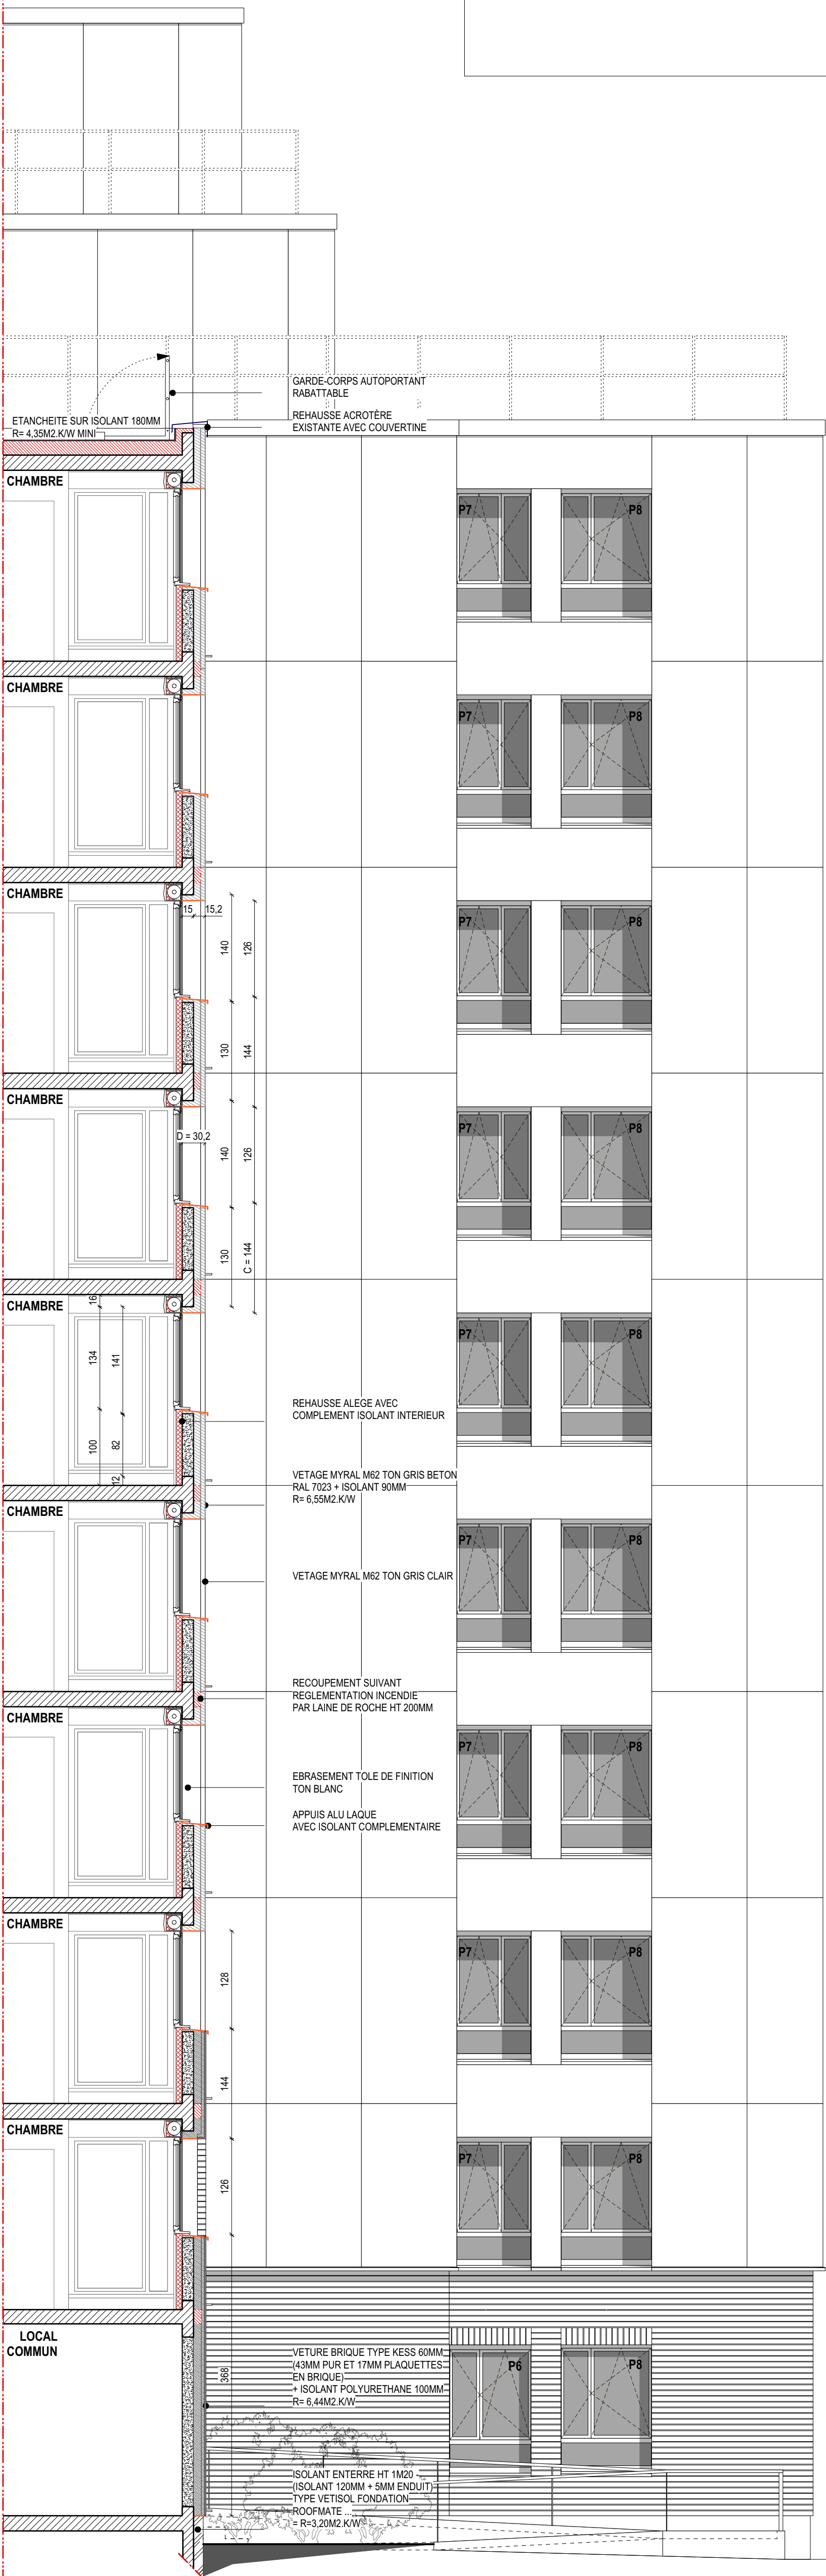 GARDE-CORPS AUTOPORTANT
RABATTABLE
REHAUSSE ACROTÈRE
EXISTANTE AVEC COUVERTINE
ETANCHEITE SUR ISOLANT 180MM
R= 4,35M2.K/W MINI
CHAMBRE
P7
P8
CHAMBRE
P7
P8
CHAMBRE
15
15,2
140
126
P7
P8
130
144
CHAMBRE
D = 30,2
140
126
P7
P8
130
C = 144
CHAMBRE
16
134
141
100
82
12
P7
P8
REHAUSSE ALEGE AVEC
COMPLEMENT ISOLANT INTERIEUR
VETAGE MYRAL M62 TON GRIS BETON
RAL 7023 + ISOLANT 90MM
R= 6,55M2.K/W
CHAMBRE
P7
P8
VETAGE MYRAL M62 TON GRIS CLAIR
RECOUPEMENT SUIVANT
REGLEMENTATION INCENDIE
PAR LAINE DE ROCHE HT 200MM
CHAMBRE
P7
P8
EBRASEMENT TOLE DE FINITION
TON BLANC
APPUIS ALU LAQUE
AVEC ISOLANT COMPLEMENTAIRE
CHAMBRE
128
P7
P8
144
CHAMBRE
126
P7
P8
LOCAL
COMMUN
368
VETURE BRIQUE TYPE KESS 60MM
(43MM PUR ET 17MM PLAQUETTES
EN BRIQUE)
+ ISOLANT POLYURETHANE 100MM
R= 6,44M2.K/W
P6
P8
ISOLANT ENTERRE HT 1M20
(ISOLANT 120MM + 5MM ENDUIT)
TYPE VETISOL FONDATION
ROOFMATE ...
= R=3,20M2.K/W